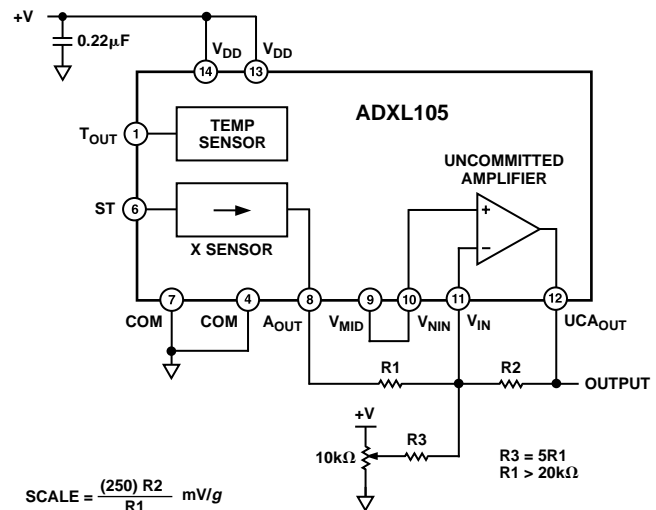 +V
0.22μF
VDD
VDD
14
13
ADXL105
TOUT
1
TEMP
SENSOR
UNCOMMITTED
AMPLIFIER
ST
6
X SENSOR
+
−
7
4
8
9
10
11
12
COM
COM
AOUT
VMID
VNIN
VIN
UCAOUT
R1
R2
OUTPUT
+V
10kΩ
R3
R3 = 5R1
R1 > 20kΩ
SCALE = (250) R2 / R1 mV/g